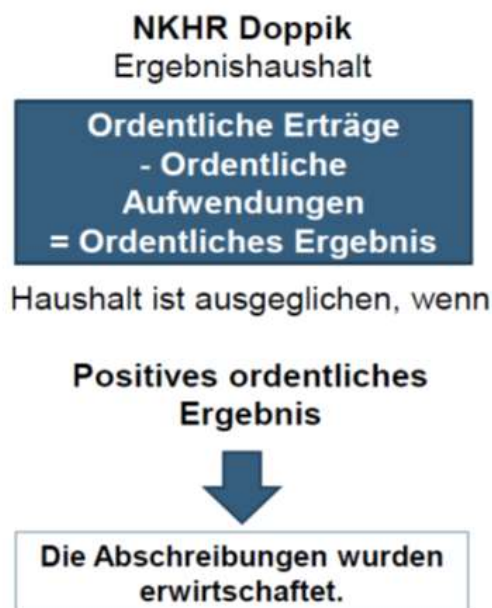 NKHR Doppik
Ergebnishaushalt
Ordentliche Erträge
- Ordentliche
Aufwendungen
= Ordentliches Ergebnis
Haushalt ist ausgeglichen, wenn
Positives ordentliches
Ergebnis
Die Abschreibungen wurden
erwirtschaftet.